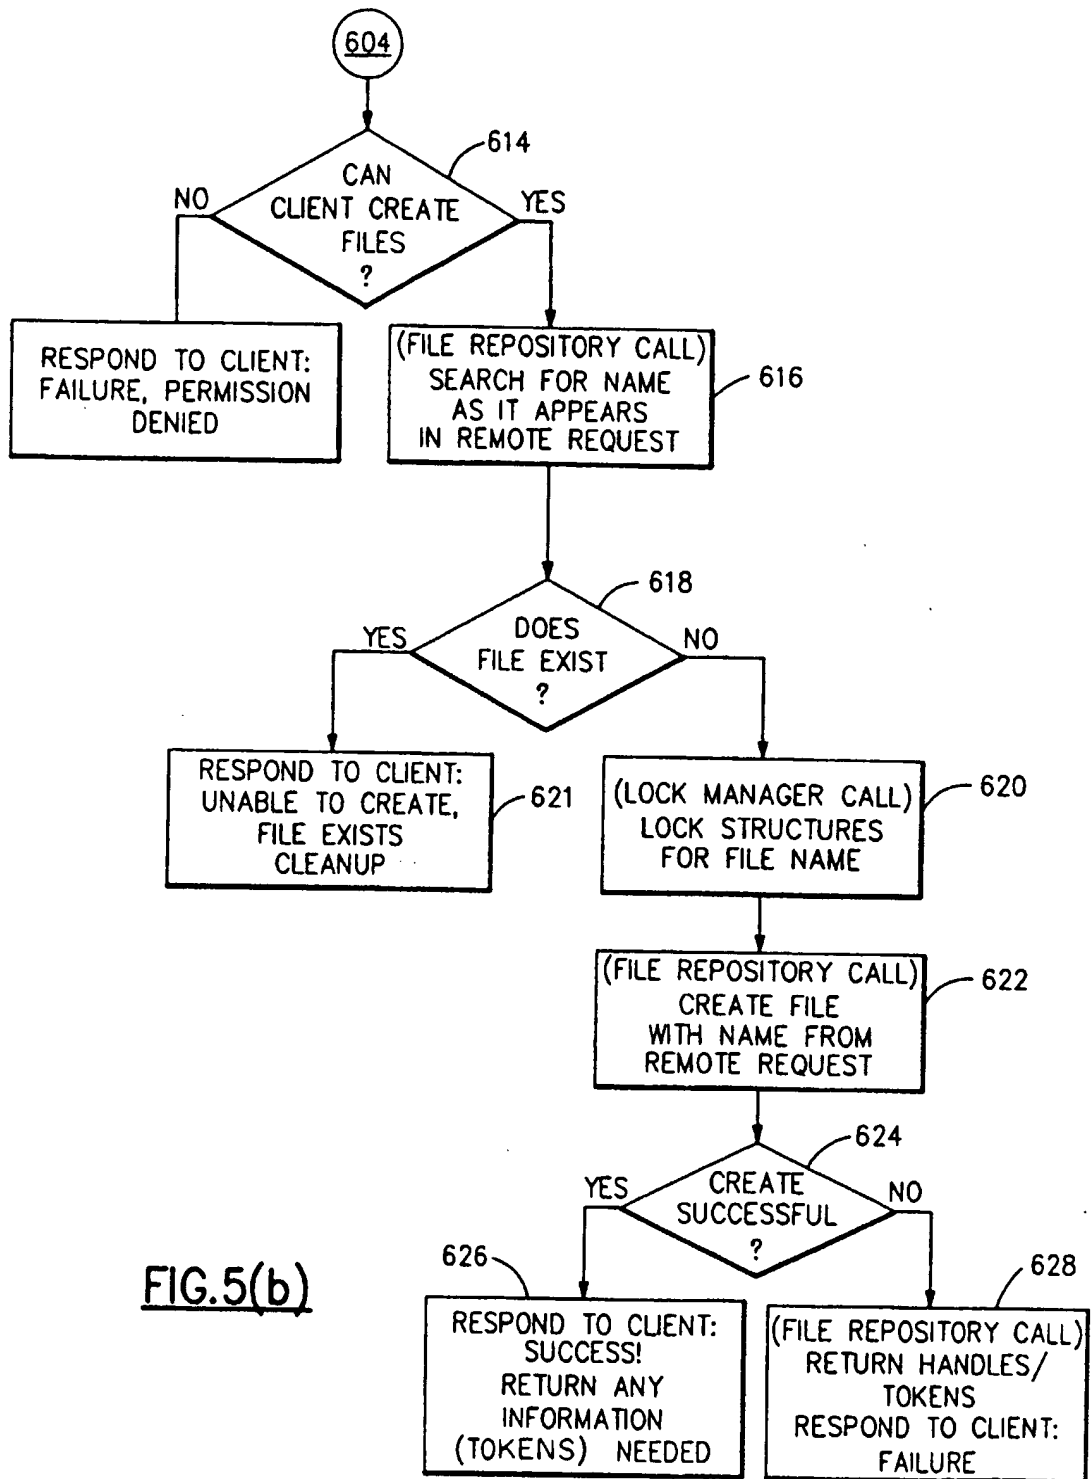 604
614
CAN
CLIENT CREATE
FILES
?
NO
YES
RESPOND TO CLIENT:
FAILURE, PERMISSION
DENIED
(FILE REPOSITORY CALL)
SEARCH FOR NAME
AS IT APPEARS
IN REMOTE REQUEST
616
618
DOES
FILE EXIST
?
YES
NO
RESPOND TO CLIENT:
UNABLE TO CREATE,
FILE EXISTS
CLEANUP
621
(LOCK MANAGER CALL)
LOCK STRUCTURES
FOR FILE NAME
620
(FILE REPOSITORY CALL)
CREATE FILE
WITH NAME FROM
REMOTE REQUEST
622
624
CREATE
SUCCESSFUL
?
YES
NO
626
RESPOND TO CLIENT:
SUCCESS!
RETURN ANY
INFORMATION
(TOKENS) NEEDED
628
(FILE REPOSITORY CALL)
RETURN HANDLES/
TOKENS
RESPOND TO CLIENT:
FAILURE
FIG.5(b)